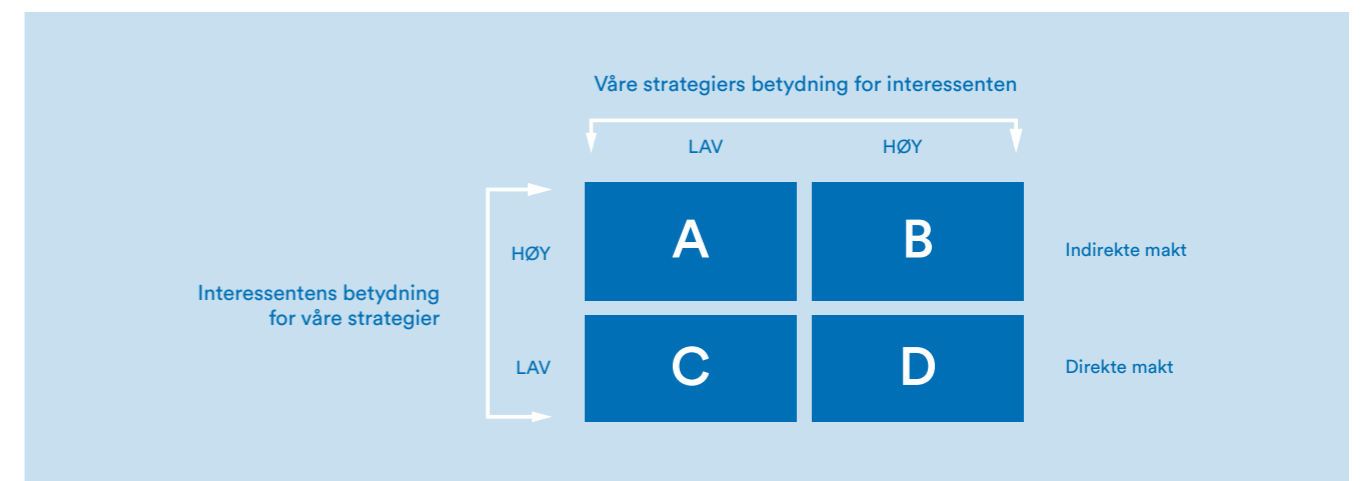 Våre strategiers betydning for interessenten
LAV HØY
HØY A B Indirekte makt
Interessentens betydning
for våre strategier
LAV C D Direkte makt